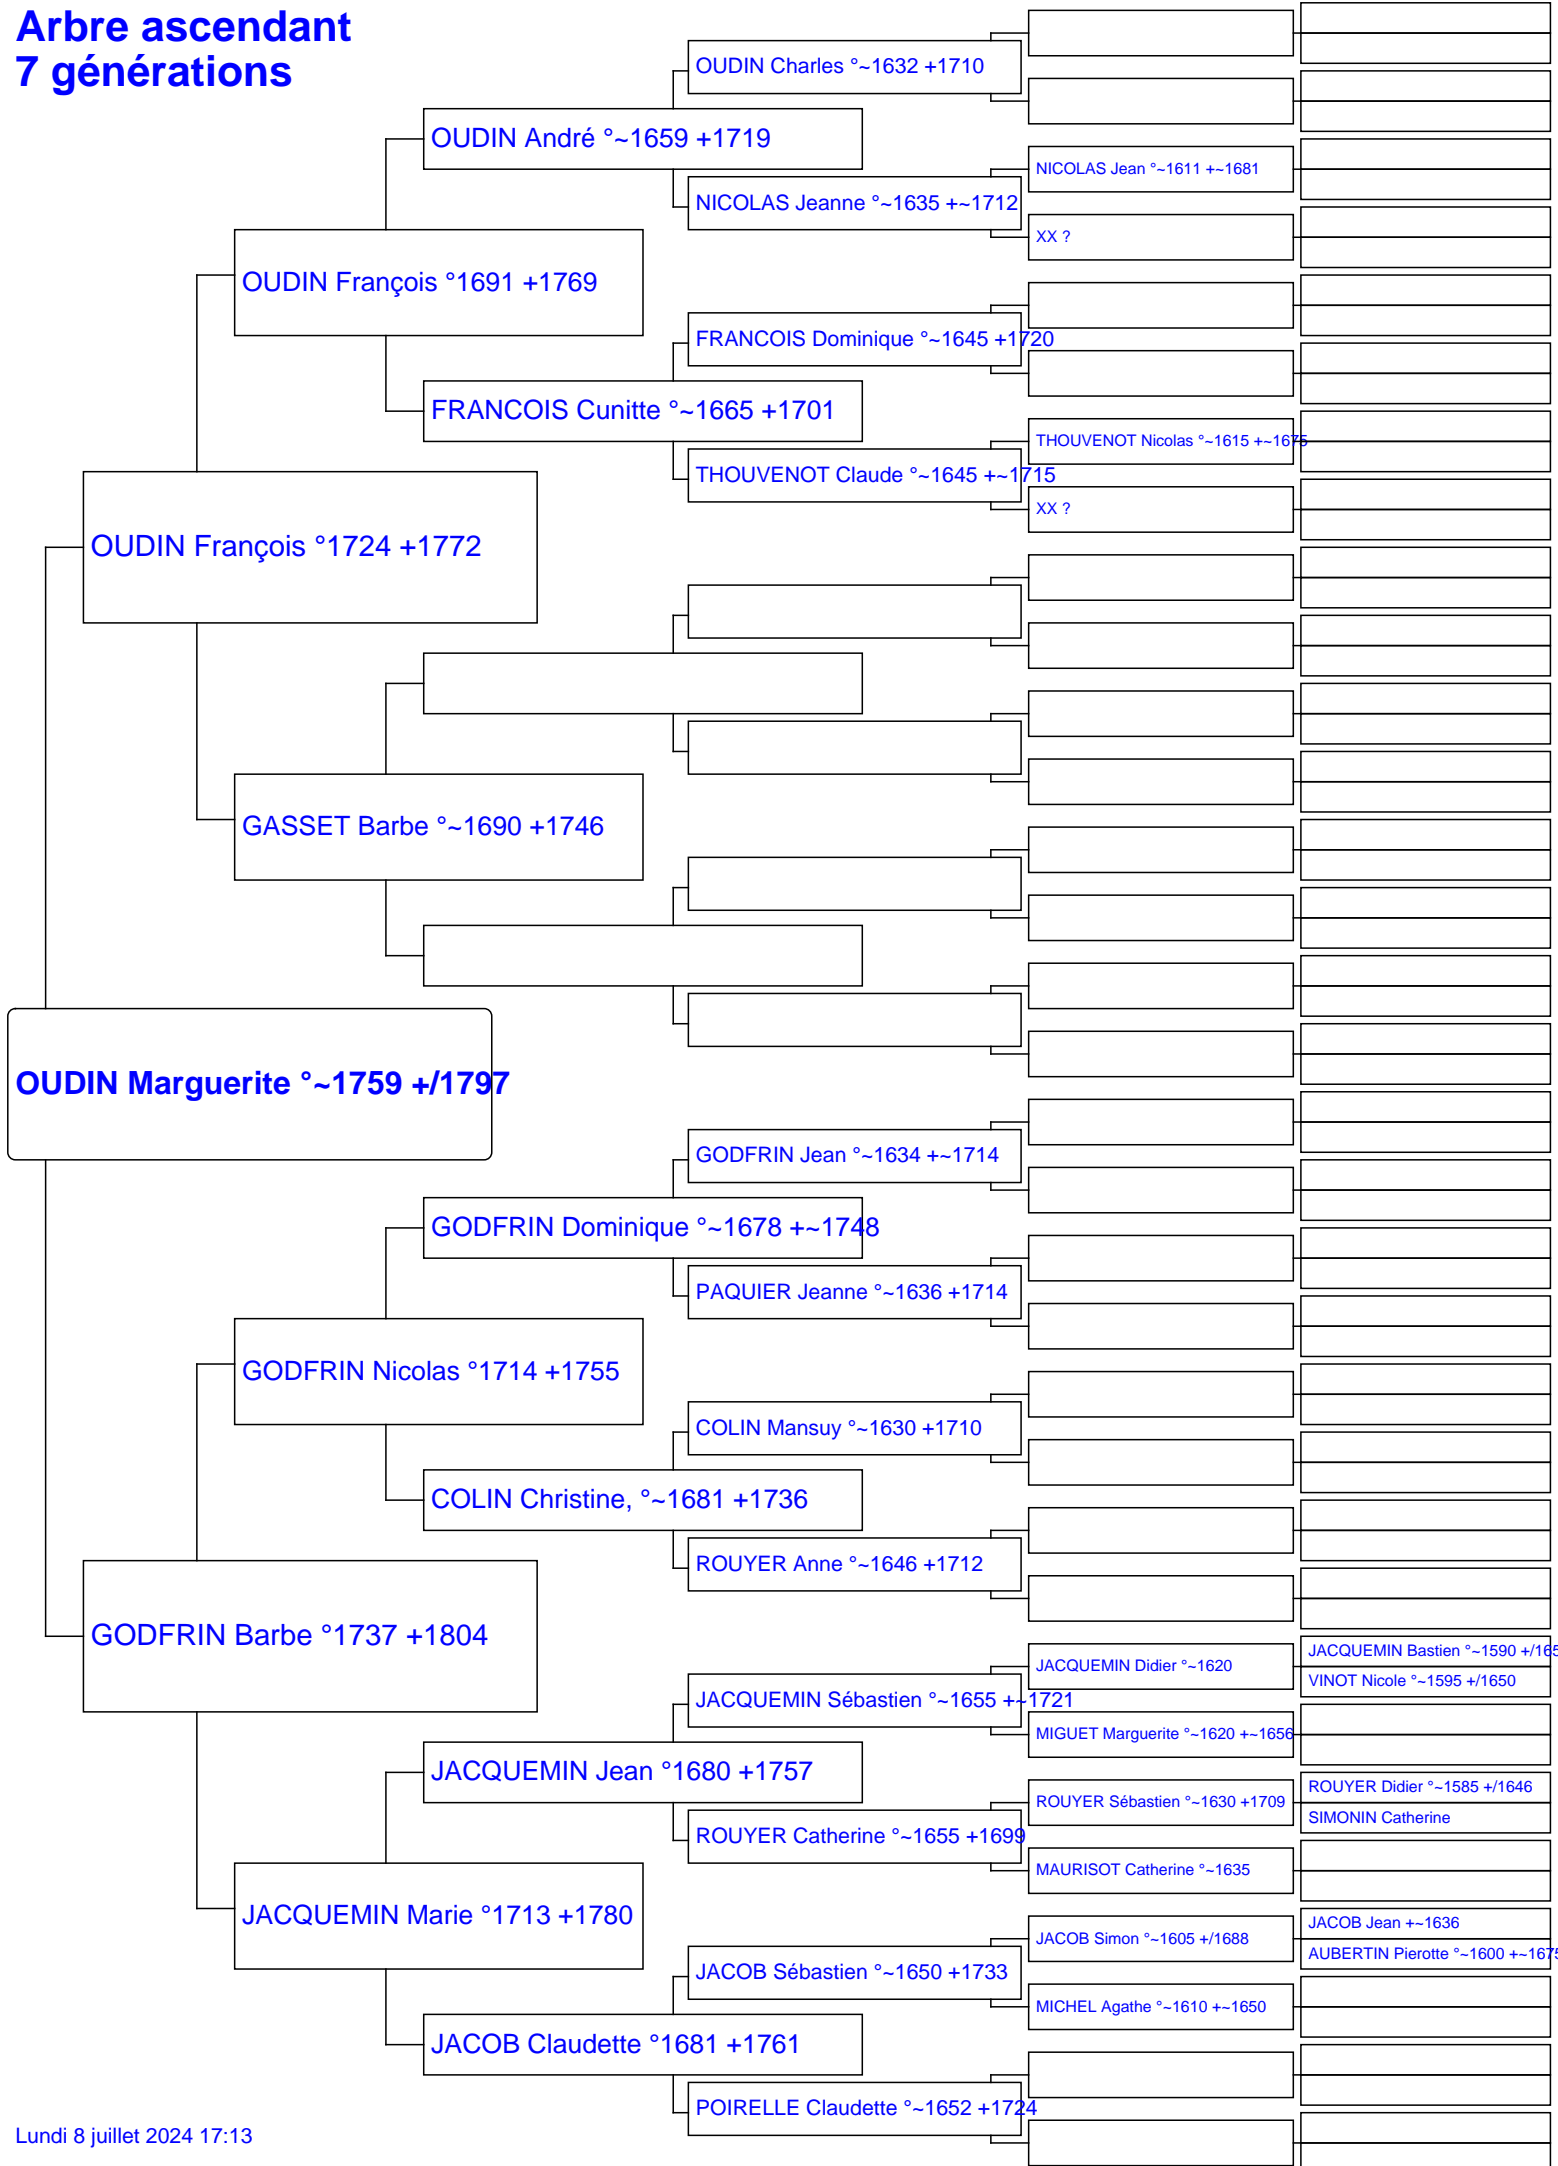 Arbre ascendant
7 générations
OUDIN Charles °~1632 +1710
OUDIN André °~1659 +1719
NICOLAS Jean °~1611 +~1681
NICOLAS Jeanne °~1635 +~1712
XX ?
OUDIN François °1691 +1769
FRANCOIS Dominique °~1645 +1720
FRANCOIS Cunitte °~1665 +1701
THOUVENOT Nicolas °~1615 +~1675
THOUVENOT Claude °~1645 +~1715
XX ?
OUDIN François °1724 +1772
GASSET Barbe °~1690 +1746
OUDIN Marguerite °~1759 +/1797
GODFRIN Jean °~1634 +~1714
GODFRIN Dominique °~1678 +~1748
PAQUIER Jeanne °~1636 +1714
GODFRIN Nicolas °1714 +1755
COLIN Mansuy °~1630 +1710
COLIN Christine, °~1681 +1736
ROUYER Anne °~1646 +1712
GODFRIN Barbe °1737 +1804
JACQUEMIN Bastien °~1590 +/165
JACQUEMIN Didier °~1620
VINOT Nicole °~1595 +/1650
JACQUEMIN Sébastien °~1655 +~1721
MIGUET Marguerite °~1620 +~1656
JACQUEMIN Jean °1680 +1757
ROUYER Didier °~1585 +/1646
ROUYER Sébastien °~1630 +1709
SIMONIN Catherine
ROUYER Catherine °~1655 +1699
MAURISOT Catherine °~1635
JACQUEMIN Marie °1713 +1780
JACOB Jean +~1636
JACOB Simon °~1605 +/1688
AUBERTIN Pierotte °~1600 +~1675
JACOB Sébastien °~1650 +1733
MICHEL Agathe °~1610 +~1650
JACOB Claudette °1681 +1761
POIRELLE Claudette °~1652 +1724
Lundi 8 juillet 2024 17:13